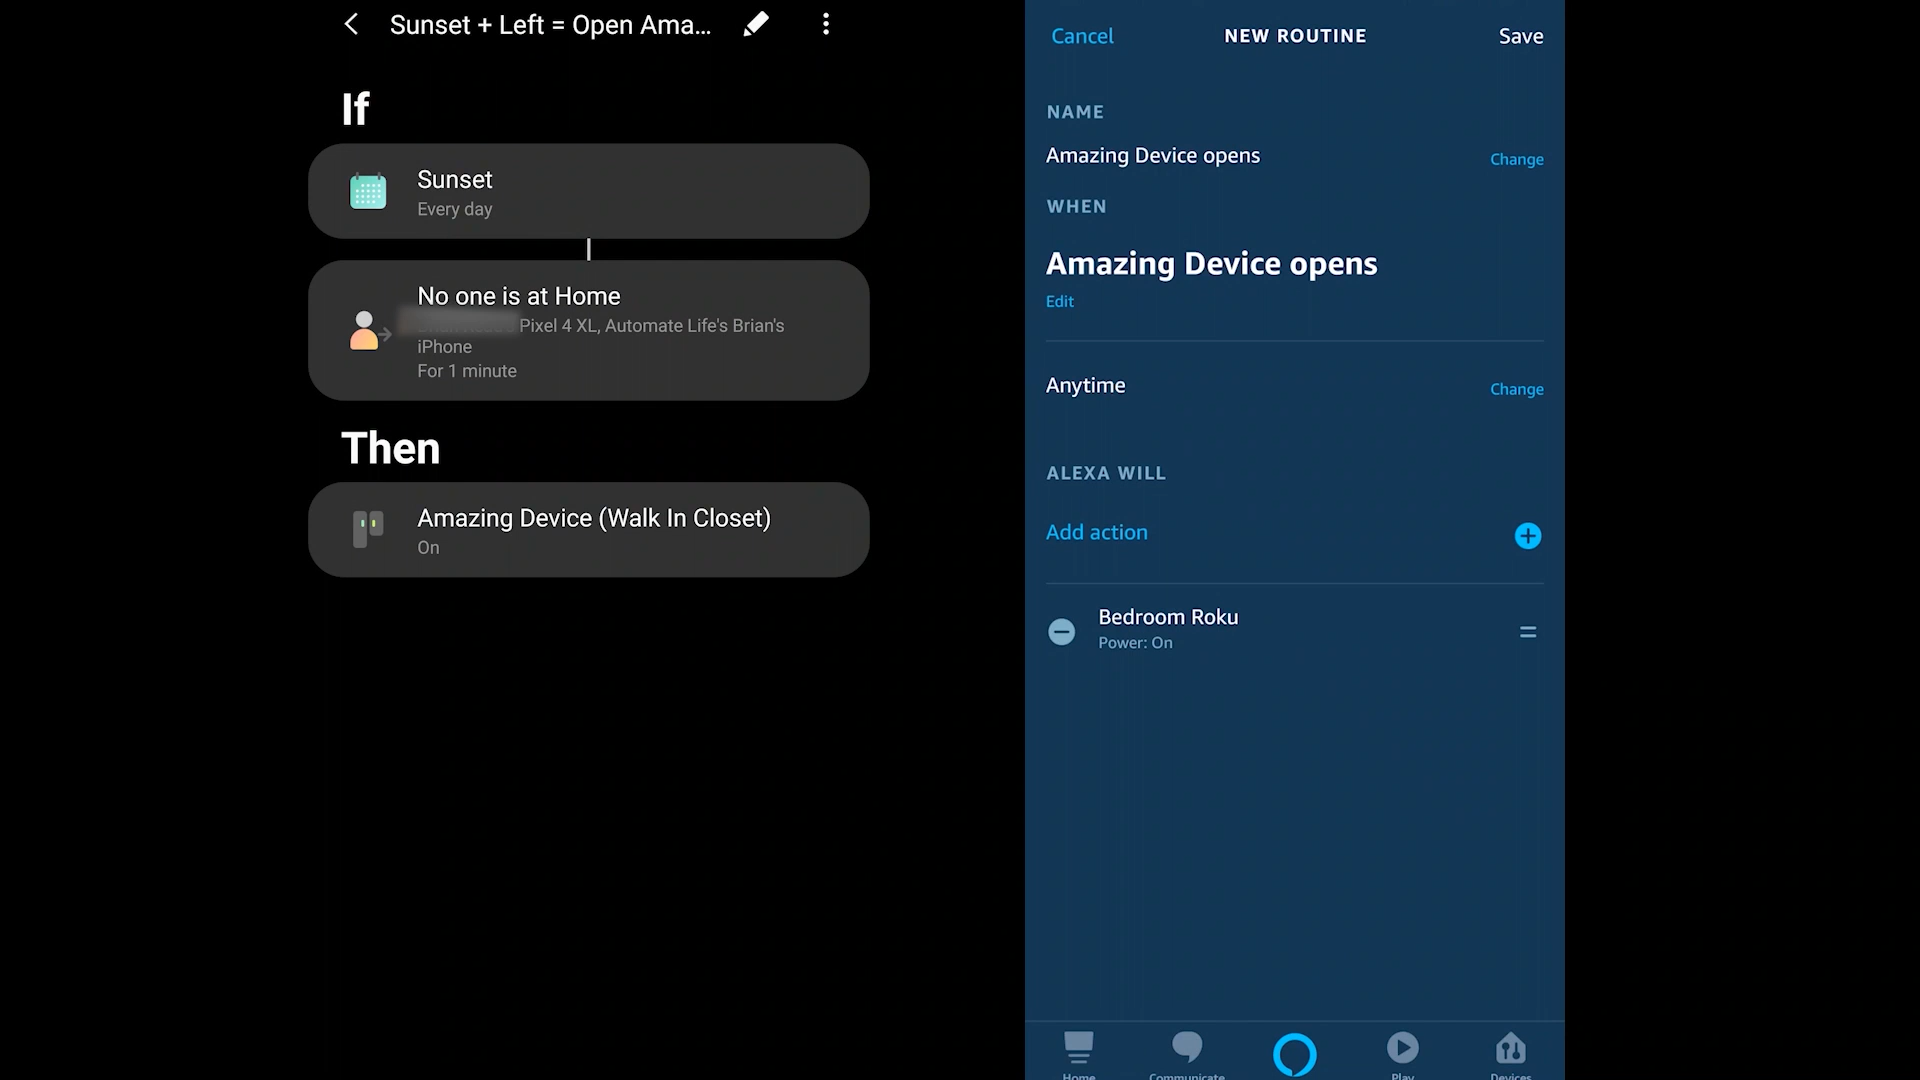 Sunset + Left = Open Ama...
If
Sunset
Every day
No one is at Home
Pixel 4 XL, Automate Life's Brian's
iPhone
For 1 minute
Then
Amazing Device (Walk In Closet)
On
Cancel
NEW ROUTINE
Save
NAME
Amazing Device opens
Change
WHEN
Amazing Device opens
Edit
Anytime
Change
ALEXA WILL
Add action
Bedroom Roku
Power: On
Home
Communicate
Play
Devices